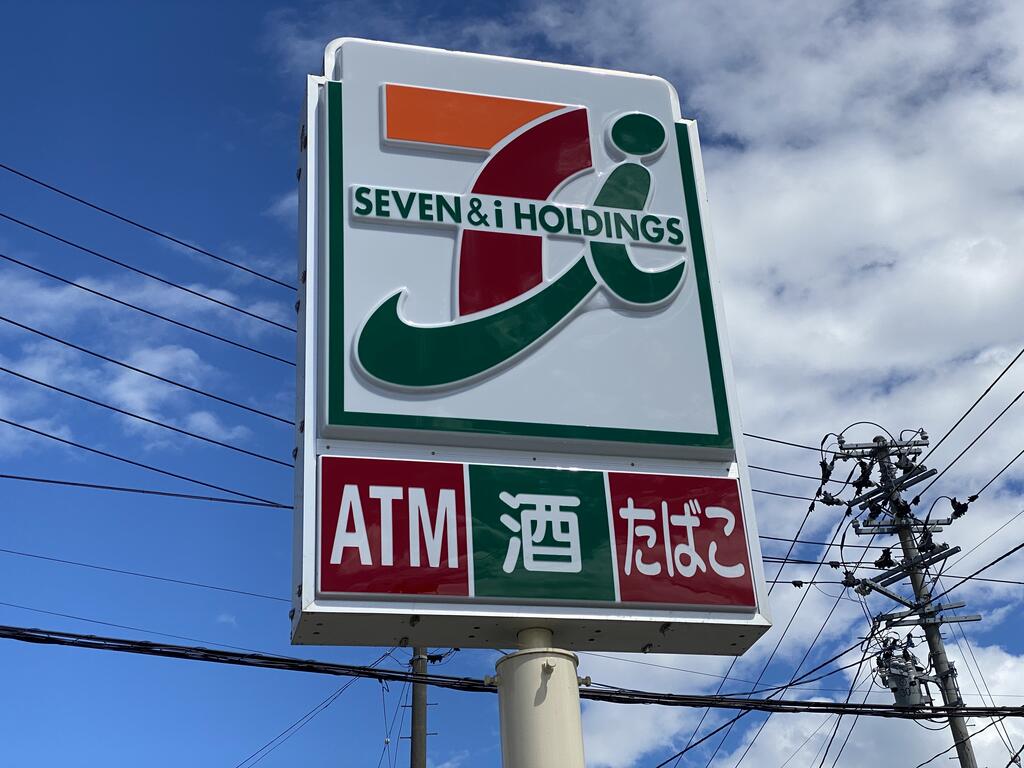 SEVEN & i HOLDINGS
ATM 酒 たばこ